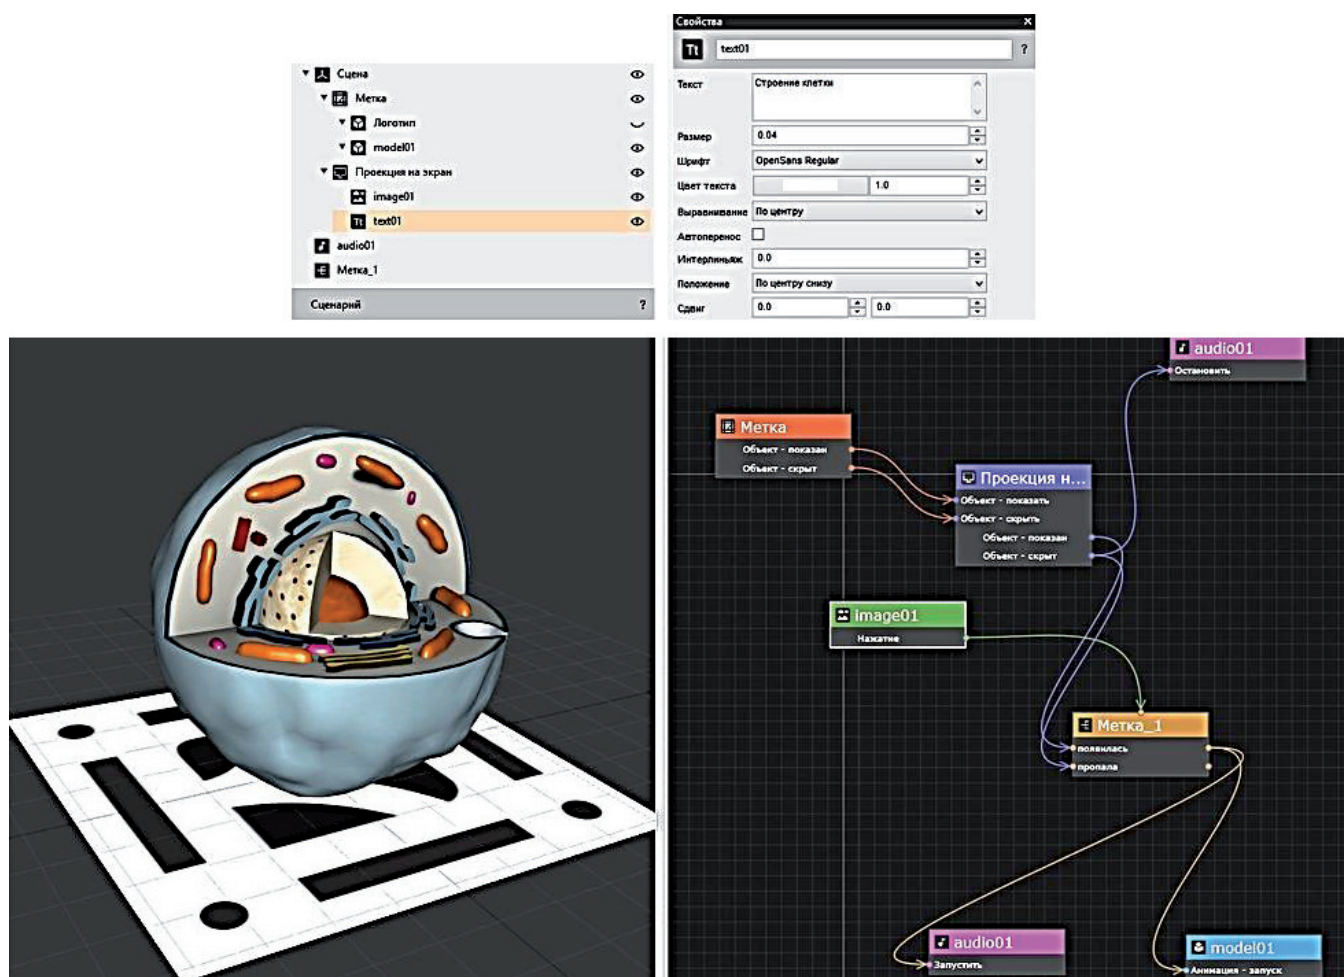 Сцена
Метка
Логотип
model01
Проекция на экран
image01
Tt text01
audio01
Метка_1
Сценарий ?
Свойства ×
Tt text01 ?
Текст Строение клетки
Размер 0.04
Шрифт OpenSans Regular
Цвет текста 1.0
Выравнивание По центру
Автоперенос
Интерлиньяж 0.0
Положение По центру снизу
Сдвиг 0.0 0.0
audio01
Остановить
Метка
Объект - показан
Объект - скрыт
Проекция н...
Объект - показать
Объект - скрыть
Объект - показан
Объект - скрыт
image01
Нажатие
Метка_1
появилась
пропала
audio01
Запустить
model01
Анимация - запуск